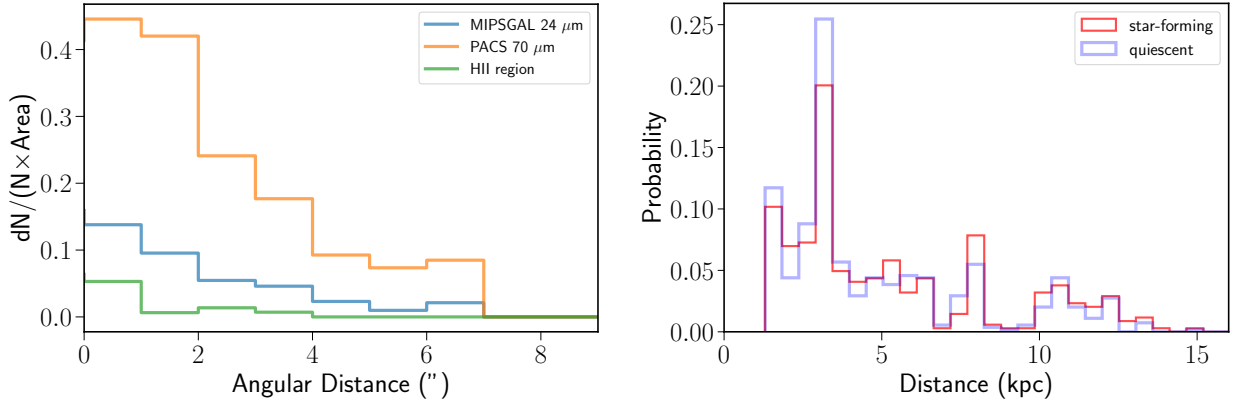 MIPSGAL 24 μm
PACS 70 μm
HII region
dN/(N×Area)
0.4
0.3
0.2
0.1
0.0
0 2 4 6 8
Angular Distance (")
star-forming
quiescent
Probability
0.25
0.20
0.15
0.10
0.05
0.00
0 5 10 15
Distance (kpc)